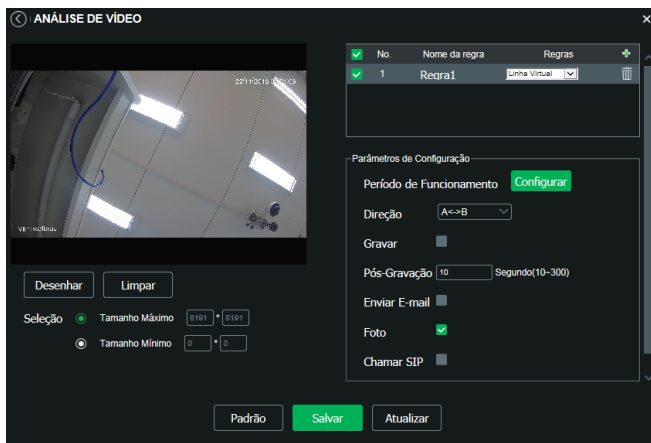 ANÁLISE DE VÍDEO
No. Nome da regra Regras
1 Regra1 Linha Virtual
Parâmetros de Configuração
Período de Funcionamento Configurar
Direção A<->B
Gravar
Pós-Gravação 10 Segundo(10~300)
Enviar E-mail
Foto
Chamar SIP
Desenhar Limpar
Seleção Tamanho Máximo 8191 * 8191
Tamanho Mínimo 0 * 0
Padrão Salvar Atualizar